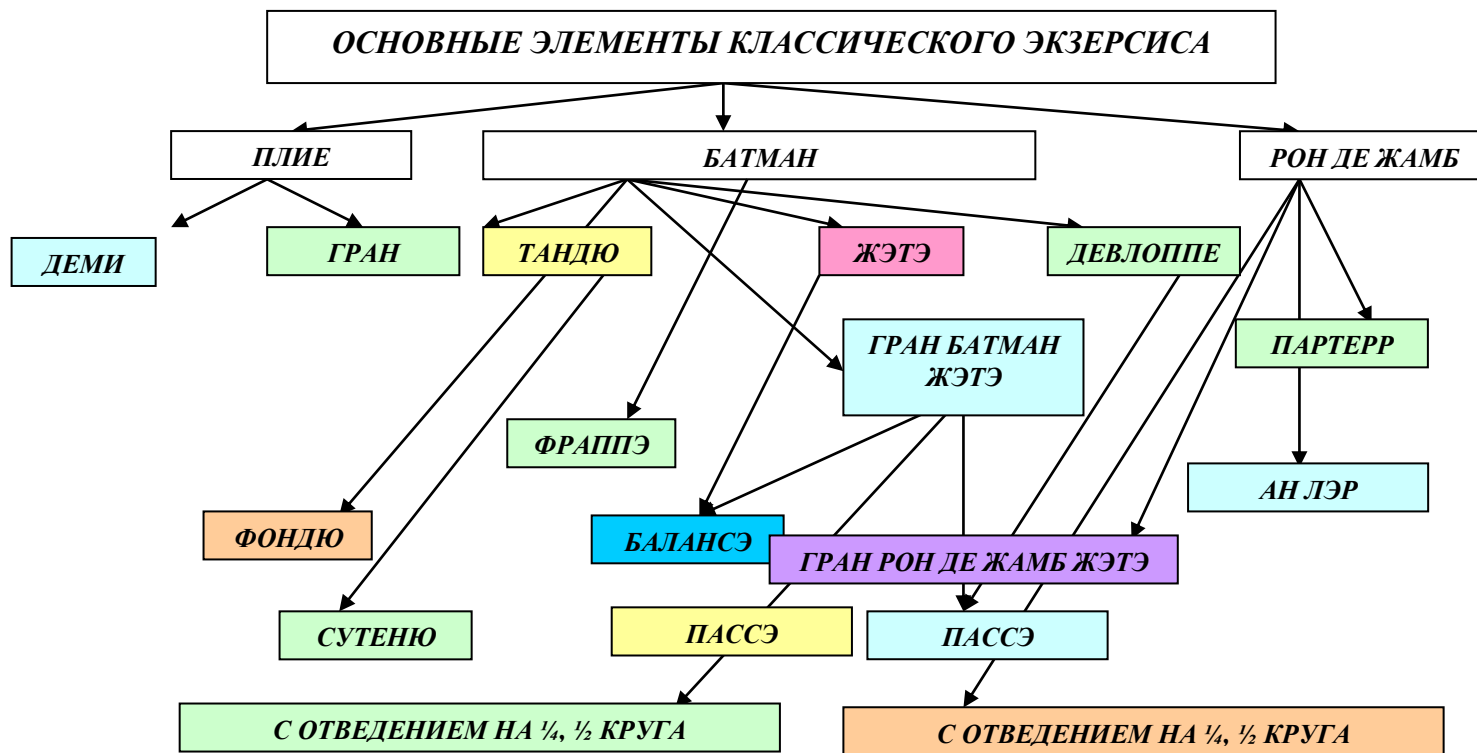 ОСНОВНЫЕ ЭЛЕМЕНТЫ КЛАССИЧЕСКОГО ЭКЗЕРСИСА
ПЛИЕ
БАТМАН
РОН ДЕ ЖАМБ
ДЕМИ
ГРАН
ТАНДЮ
ЖЭТЭ
ДЕВЛОППЕ
ГРАН БАТМАН
ЖЭТЭ
ПАРТЕРР
ФРАППЭ
АН ЛЭР
ФОНДЮ
БАЛАНСЭ
ГРАН РОН ДЕ ЖАМБ ЖЭТЭ
СУТЕНЮ
ПАССЭ
ПАССЭ
С ОТВЕДЕНИЕМ НА ¼, ½ КРУГА
С ОТВЕДЕНИЕМ НА ¼, ½ КРУГА